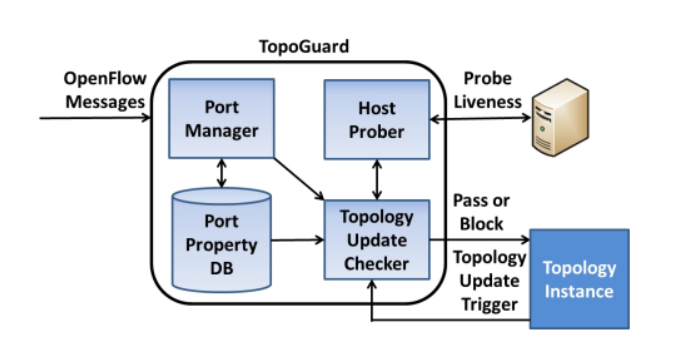 TopoGuard
OpenFlow
Messages
Port
Manager
Host
Prober
Probe
Liveness
Port
Property
DB
Topology
Update
Checker
Pass or
Block
Topology
Update
Trigger
Topology
Instance